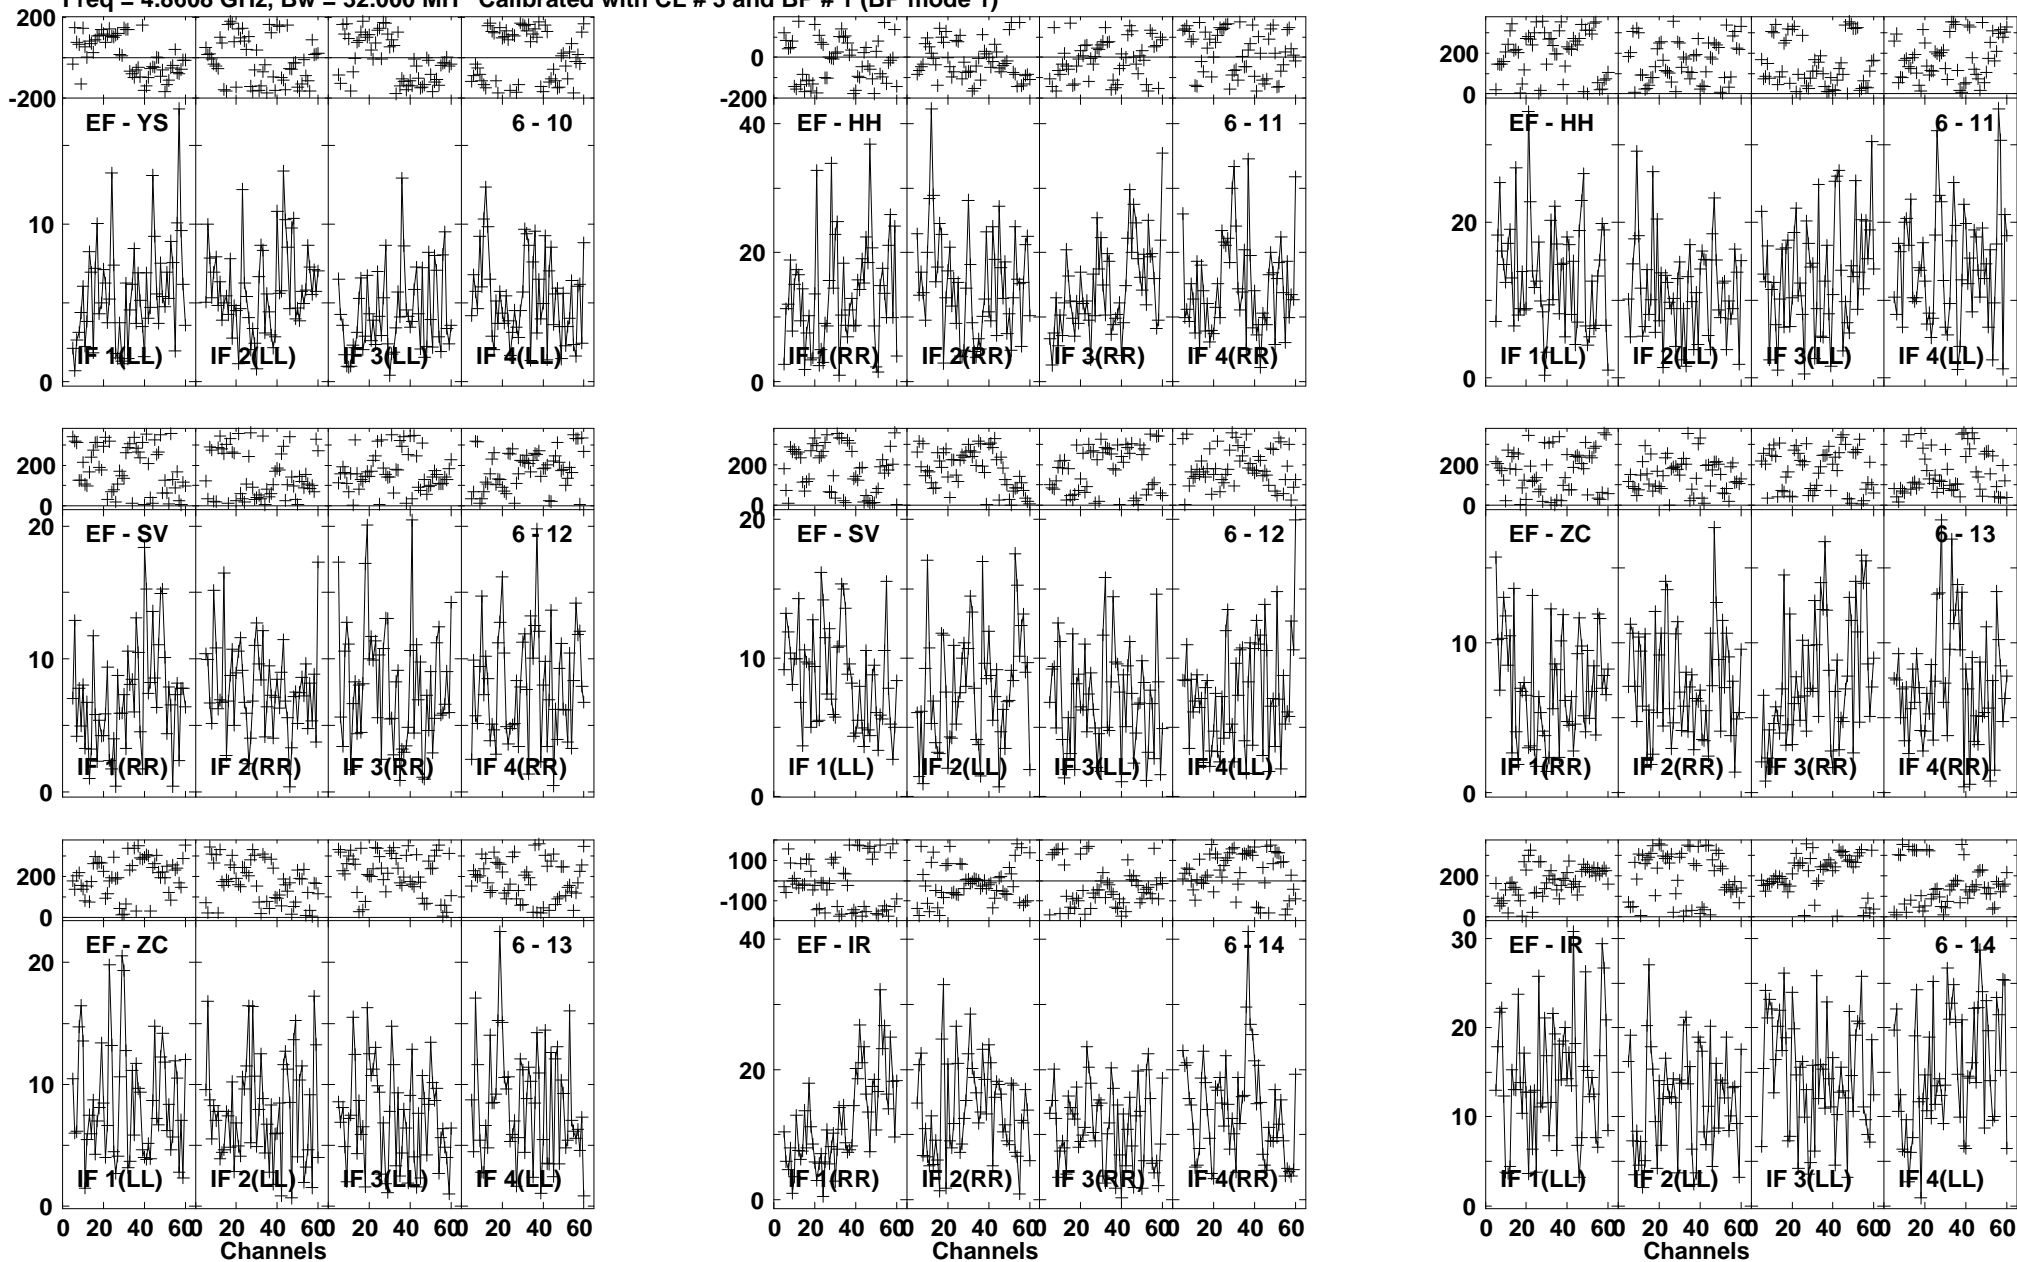 Freq = 4.8608 GHz, Bw = 32.000 MH Calibrated with CL # 3 and BP # 1 (BP mode 1)
200
-200
EF - YS 6 - 10
10
0
IF 1(LL) IF 2(LL) IF 3(LL) IF 4(LL)
200
0
-200
40
EF - HH 6 - 11
20
0
IF 1(RR) IF 2(RR) IF 3(RR) IF 4(RR)
200
0
EF - HH 6 - 11
20
0
IF 1(LL) IF 2(LL) IF 3(LL) IF 4(LL)
200
0
20
EF - SV 6 - 12
10
0
IF 1(RR) IF 2(RR) IF 3(RR) IF 4(RR)
200
0
20
EF - SV 6 - 12
10
0
IF 1(LL) IF 2(LL) IF 3(LL) IF 4(LL)
200
0
EF - ZC 6 - 13
10
0
IF 1(RR) IF 2(RR) IF 3(RR) IF 4(RR)
200
0
EF - ZC 6 - 13
20
10
0
IF 1(LL) IF 2(LL) IF 3(LL) IF 4(LL)
0 20 40 60 0 20 40 60 0 20 40 60 0 20 40 60
Channels
100
-100
40
EF - IR 6 - 14
20
0
IF 1(RR) IF 2(RR) IF 3(RR) IF 4(RR)
0 20 40 60 0 20 40 60 0 20 40 60 0 20 40 60
Channels
200
0
30
EF - IR 6 - 14
20
10
0
IF 1(LL) IF 2(LL) IF 3(LL) IF 4(LL)
0 20 40 60 0 20 40 60 0 20 40 60 0 20 40 60
Channels